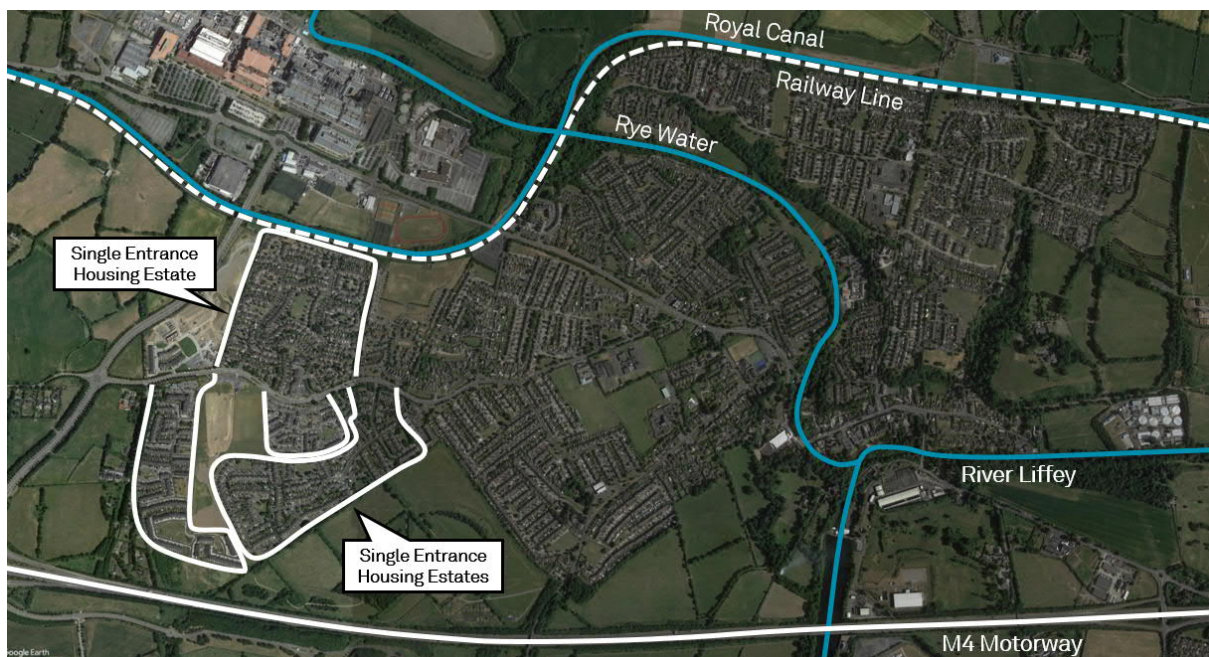 Royal Canal
Railway Line
Rye Water
Single Entrance
Housing Estate
River Liffey
Single Entrance
Housing Estates
M4 Motorway
Google Earth